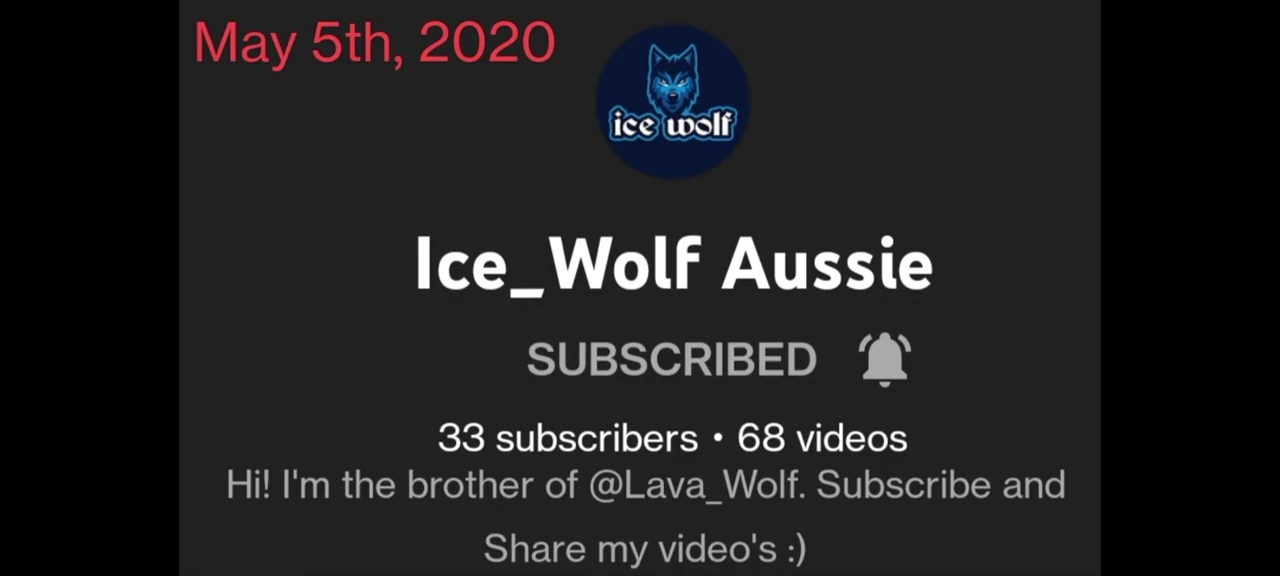 May 5th, 2020
ice wolf
Ice_Wolf Aussie
SUBSCRIBED
33 subscribers • 68 videos
Hi! I'm the brother of @Lava_Wolf. Subscribe and
Share my video's :)